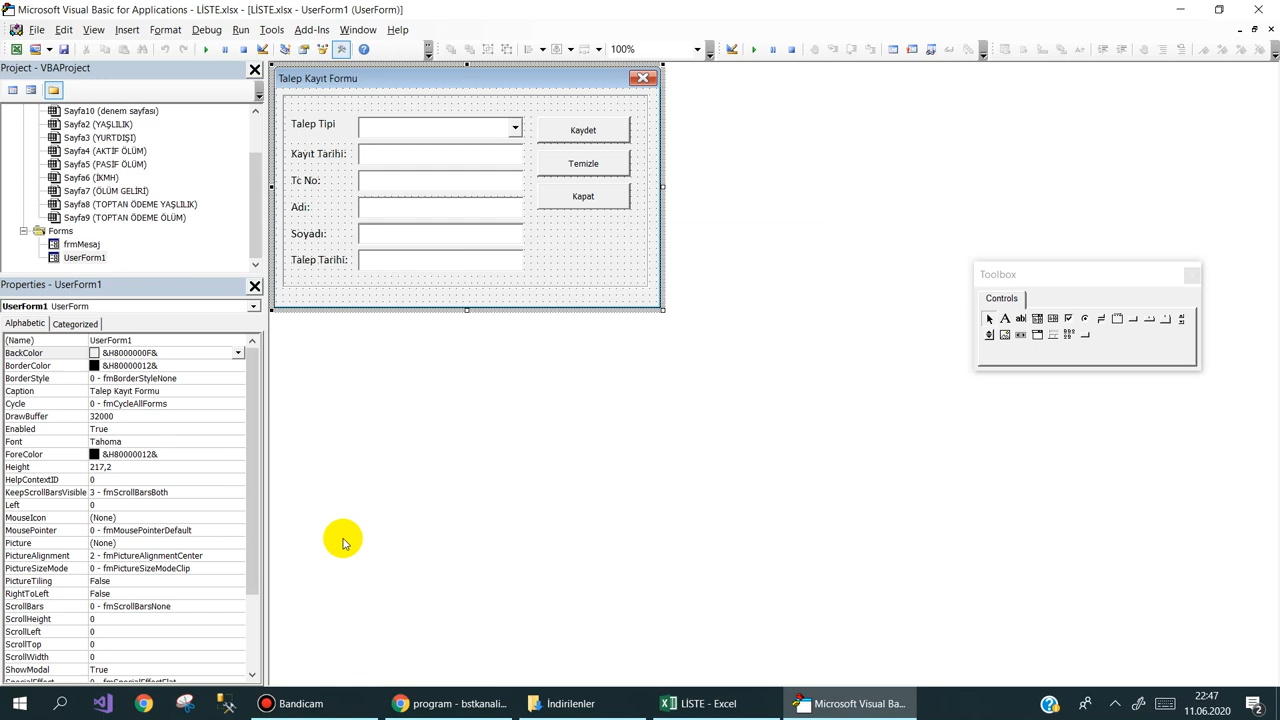 Microsoft Visual Basic for Applications - LİSTE.xlsx - [LİSTE.xlsx - UserForm1 (UserForm)]
File Edit View Insert Format Debug Run Tools Add-Ins Window Help
100%
Project - VBAProject
Sayfa10 (denem sayfası)
Sayfa2 (YAŞLILIK)
Sayfa3 (YURTDIŞI)
Sayfa4 (AKTİF ÖLÜM)
Sayfa5 (PASİF ÖLÜM)
Sayfa6 (İKMH)
Sayfa7 (ÖLÜM GELIRI)
Sayfa8 (TOPTAN ÖDEME YAŞLLILIK)
Sayfa9 (TOPTAN ÖDEME ÖLÜM)
Forms
frmMesaj
UserForm1
Properties - UserForm1
UserForm1 UserForm
Alphabetic Categorized
(Name) UserForm1
BackColor &H8000000F&
BorderColor &H80000012&
BorderStyle 0 - fmBorderStyleNone
Caption Talep Kayıt Formu
Cycle 0 - fmCycleAllForms
DrawBuffer 32000
Enabled True
Font Tahoma
ForeColor &H80000012&
Height 217,2
HelpContextID 0
KeepScrollBarsVisible 3 - fmScrollBarsBoth
Left 0
MouseIcon (None)
MousePointer 0 - fmMousePointerDefault
Picture (None)
PictureAlignment 2 - fmPictureAlignmentCenter
PictureSizeMode 0 - fmPictureSizeModeClip
PictureTiling False
RightToLeft False
ScrollBars 0 - fmScrollBarsNone
ScrollHeight 0
ScrollLeft 0
ScrollTop 0
ScrollWidth 0
ShowModal True
Talep Kayıt Formu
Talep Tipi
Kayıt Tarihi:
Tc No:
Adı:
Soyadı:
Talep Tarihi:
Kaydet
Temizle
Kapat
Toolbox
Controls
Bandicam
program - bstkanali...
İndirilenler
LİSTE - Excel
Microsoft Visual Ba...
22:47
11.06.2020
2